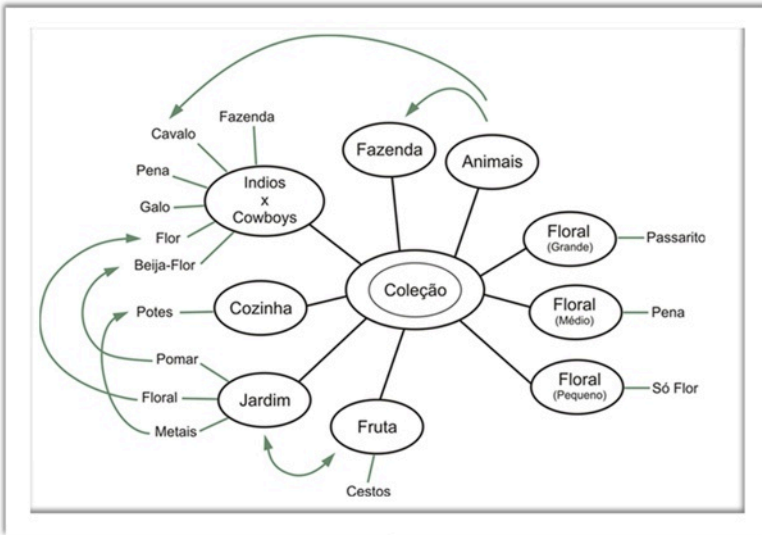 Fazenda
Cavalo
Pena
Galo
Flor
Beija-Flor
Indios
x
Cowboys
Fazenda
Animais
Floral
(Grande)
Passarito
Coleção
Cozinha
Potes
Floral
(Médio)
Pena
Pomar
Floral
Metais
Jardim
Fruta
Cestos
Floral
(Pequeno)
Só Flor